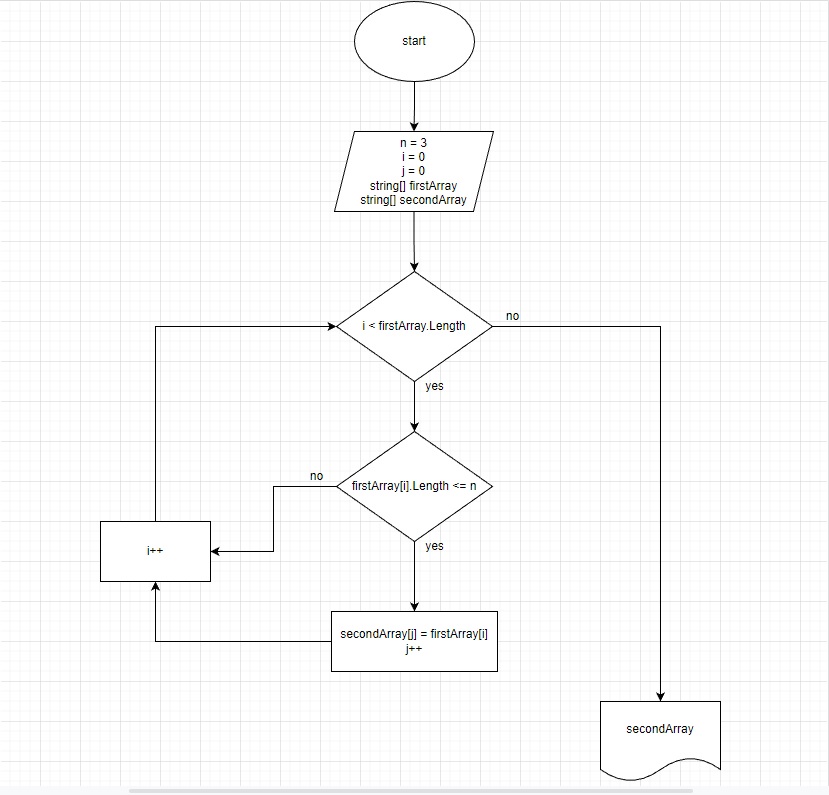 start
n = 3
i = 0
j = 0
string[] firstArray
string[] secondArray
i < firstArray.Length
no
yes
firstArray[i].Length <= n
no
yes
i++
secondArray[j] = firstArray[i]
j++
secondArray